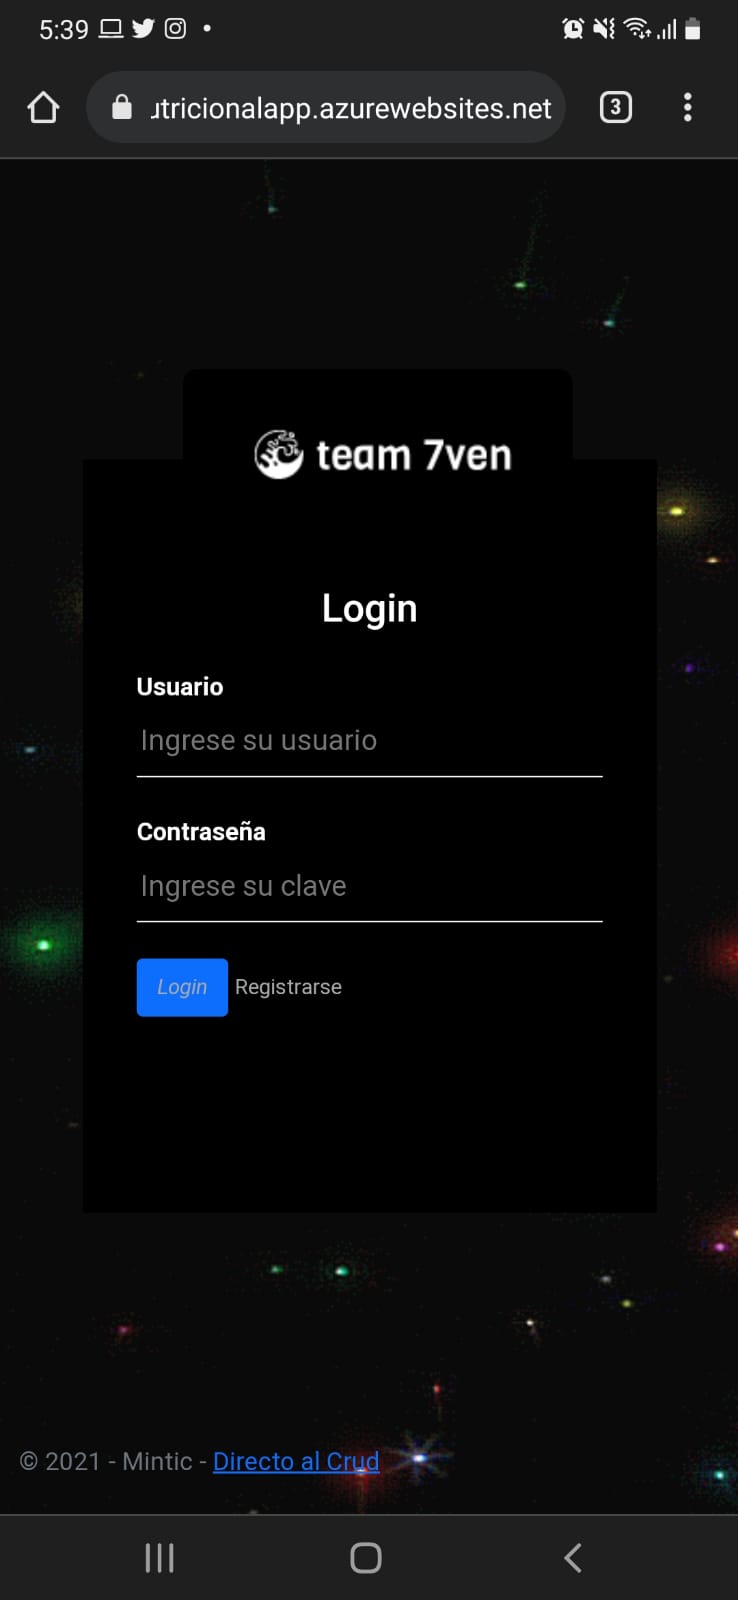 5:39
utricionalapp.azurewebsites.net
3
team 7ven
Login
Usuario
Ingrese su usuario
Contraseña
Ingrese su clave
Login Registrarse
© 2021 - Mintic - Directo al Crud